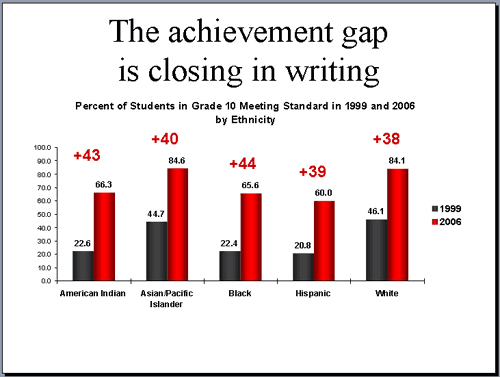 The achievement gap
is closing in writing
Percent of Students in Grade 10 Meeting Standard in 1999 and 2006
by Ethnicity
100.0
90.0
80.0
70.0
60.0
50.0
40.0
30.0
20.0
10.0
0.0
+43
+40
+44
+39
+38
22.6
66.3
44.7
84.6
22.4
65.6
20.8
60.0
46.1
84.1
1999
2006
American Indian
Asian/Pacific
Islander
Black
Hispanic
White